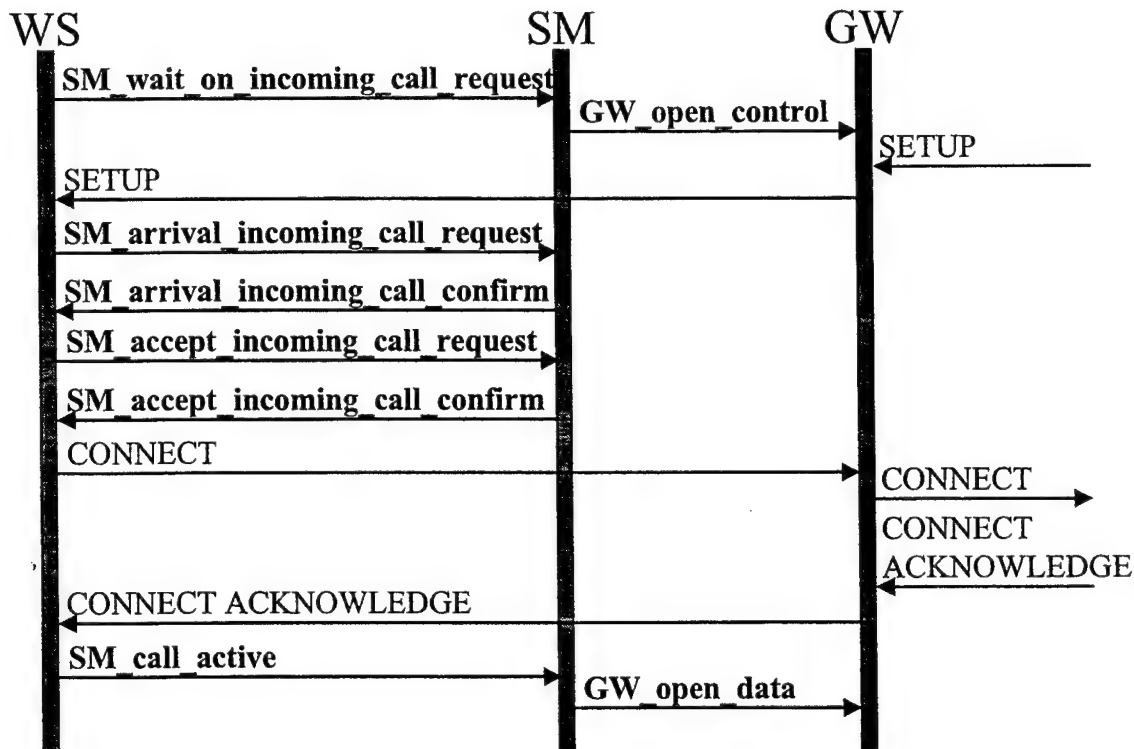 WS SM GW
SM_wait_on_incoming_call_request
GW_open_control
SETUP
SETUP
SM_arrival_incoming_call_request
SM_arrival_incoming_call_confirm
SM_accept_incoming_call_request
SM_accept_incoming_call_confirm
CONNECT
CONNECT
CONNECT
ACKNOWLEDGE
CONNECT ACKNOWLEDGE
SM_call_active
GW_open_data